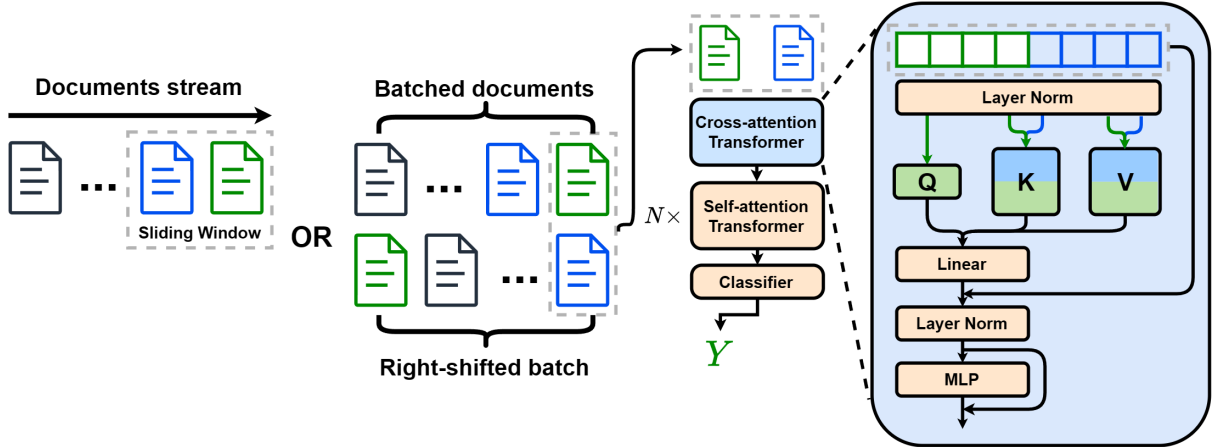 Documents stream
...
Sliding Window
OR
Batched documents
...
...
Right-shifted batch
Cross-attention
Transformer
N×
Self-attention
Transformer
Classifier
Y
Layer Norm
Q
K
V
Linear
Layer Norm
MLP